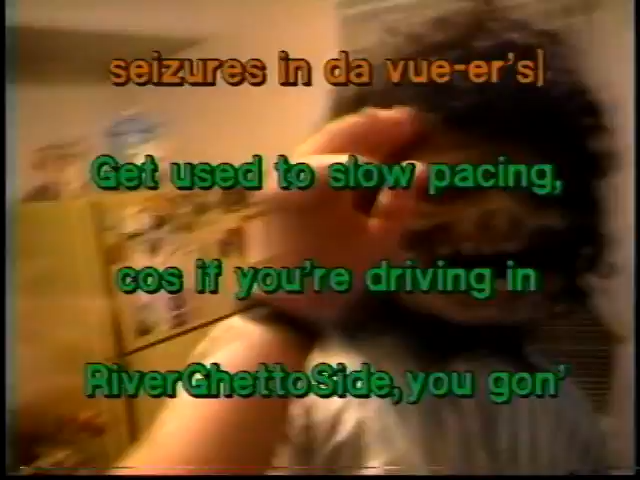 seizures in da vue-er's]
Get used to slow pacing,
cos if you're driving in
RiverGhettoSide, you gon'